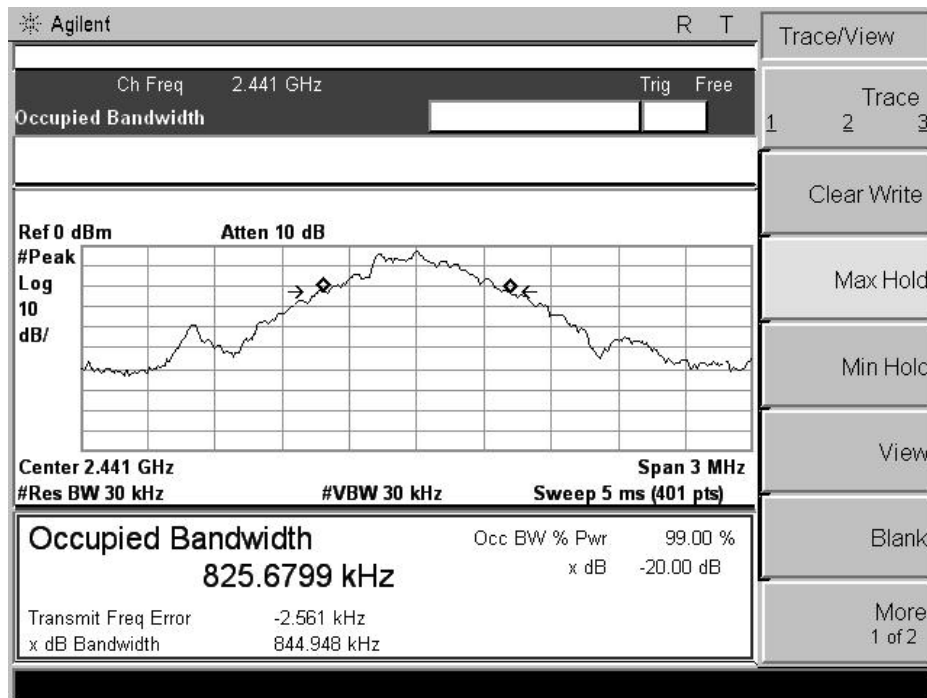 Agilent R T
Ch Freq 2.441 GHz Trig Free
Occupied Bandwidth
Ref 0 dBm Atten 10 dB
#Peak
Log
10
dB/
Center 2.441 GHz Span 3 MHz
#Res BW 30 kHz #VBW 30 kHz Sweep 5 ms (401 pts)
Occupied Bandwidth Occ BW % Pwr 99.00 %
825.6799 kHz x dB -20.00 dB
Transmit Freq Error -2.561 kHz
x dB Bandwidth 844.948 kHz
Trace/View
Trace
1 2 3
Clear Write
Max Hold
Min Hold
View
Blank
More
1 of 2